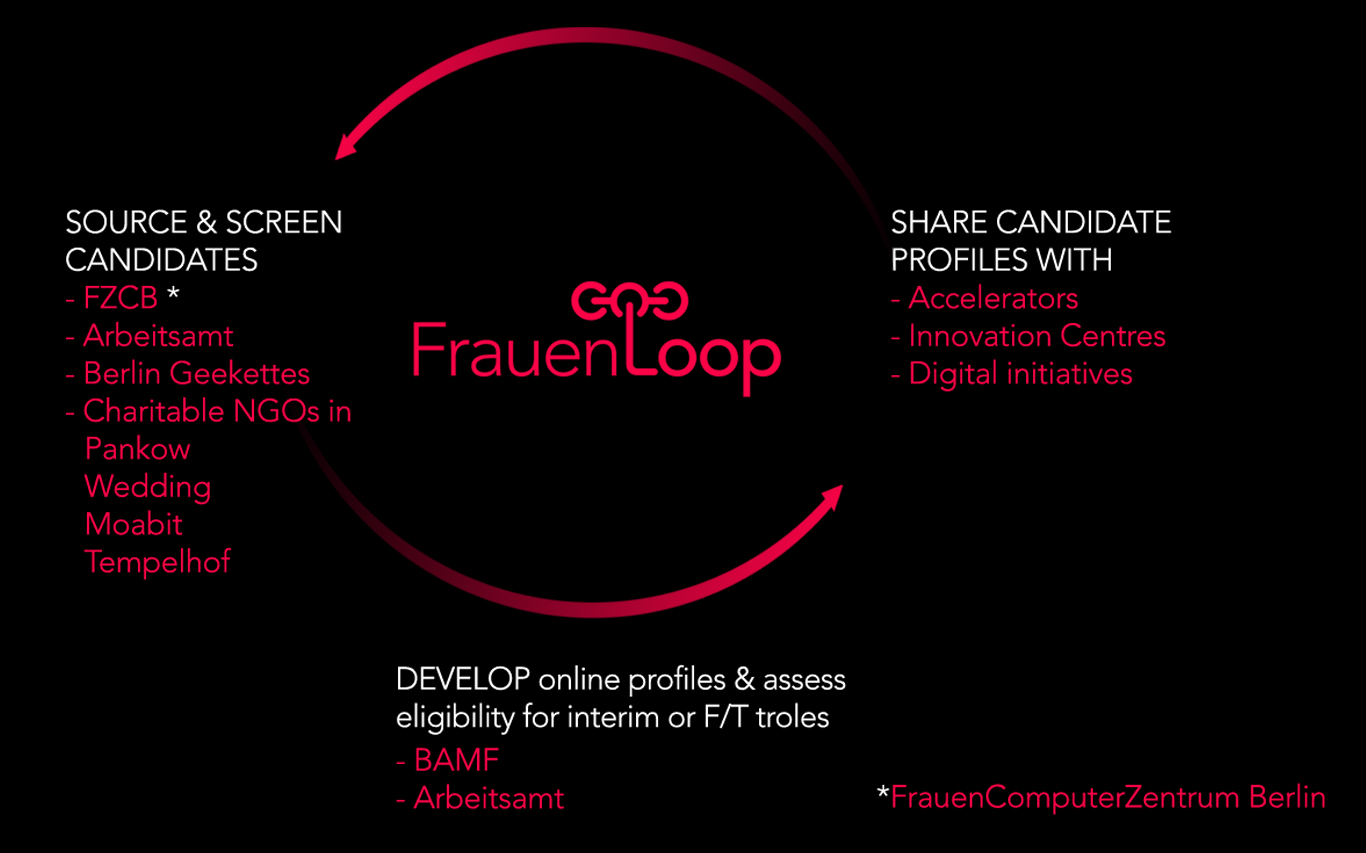 SOURCE & SCREEN
CANDIDATES
- FZCB *
- Arbeitsamt
- Berlin Geekettes
- Charitable NGOs in
Pankow
Wedding
Moabit
Tempelhof
FrauenLoop
SHARE CANDIDATE
PROFILES WITH
- Accelerators
- Innovation Centres
- Digital initiatives
DEVELOP online profiles & assess
eligibility for interim or F/T troles
- BAMF
- Arbeitsamt
*FrauenComputerZentrum Berlin